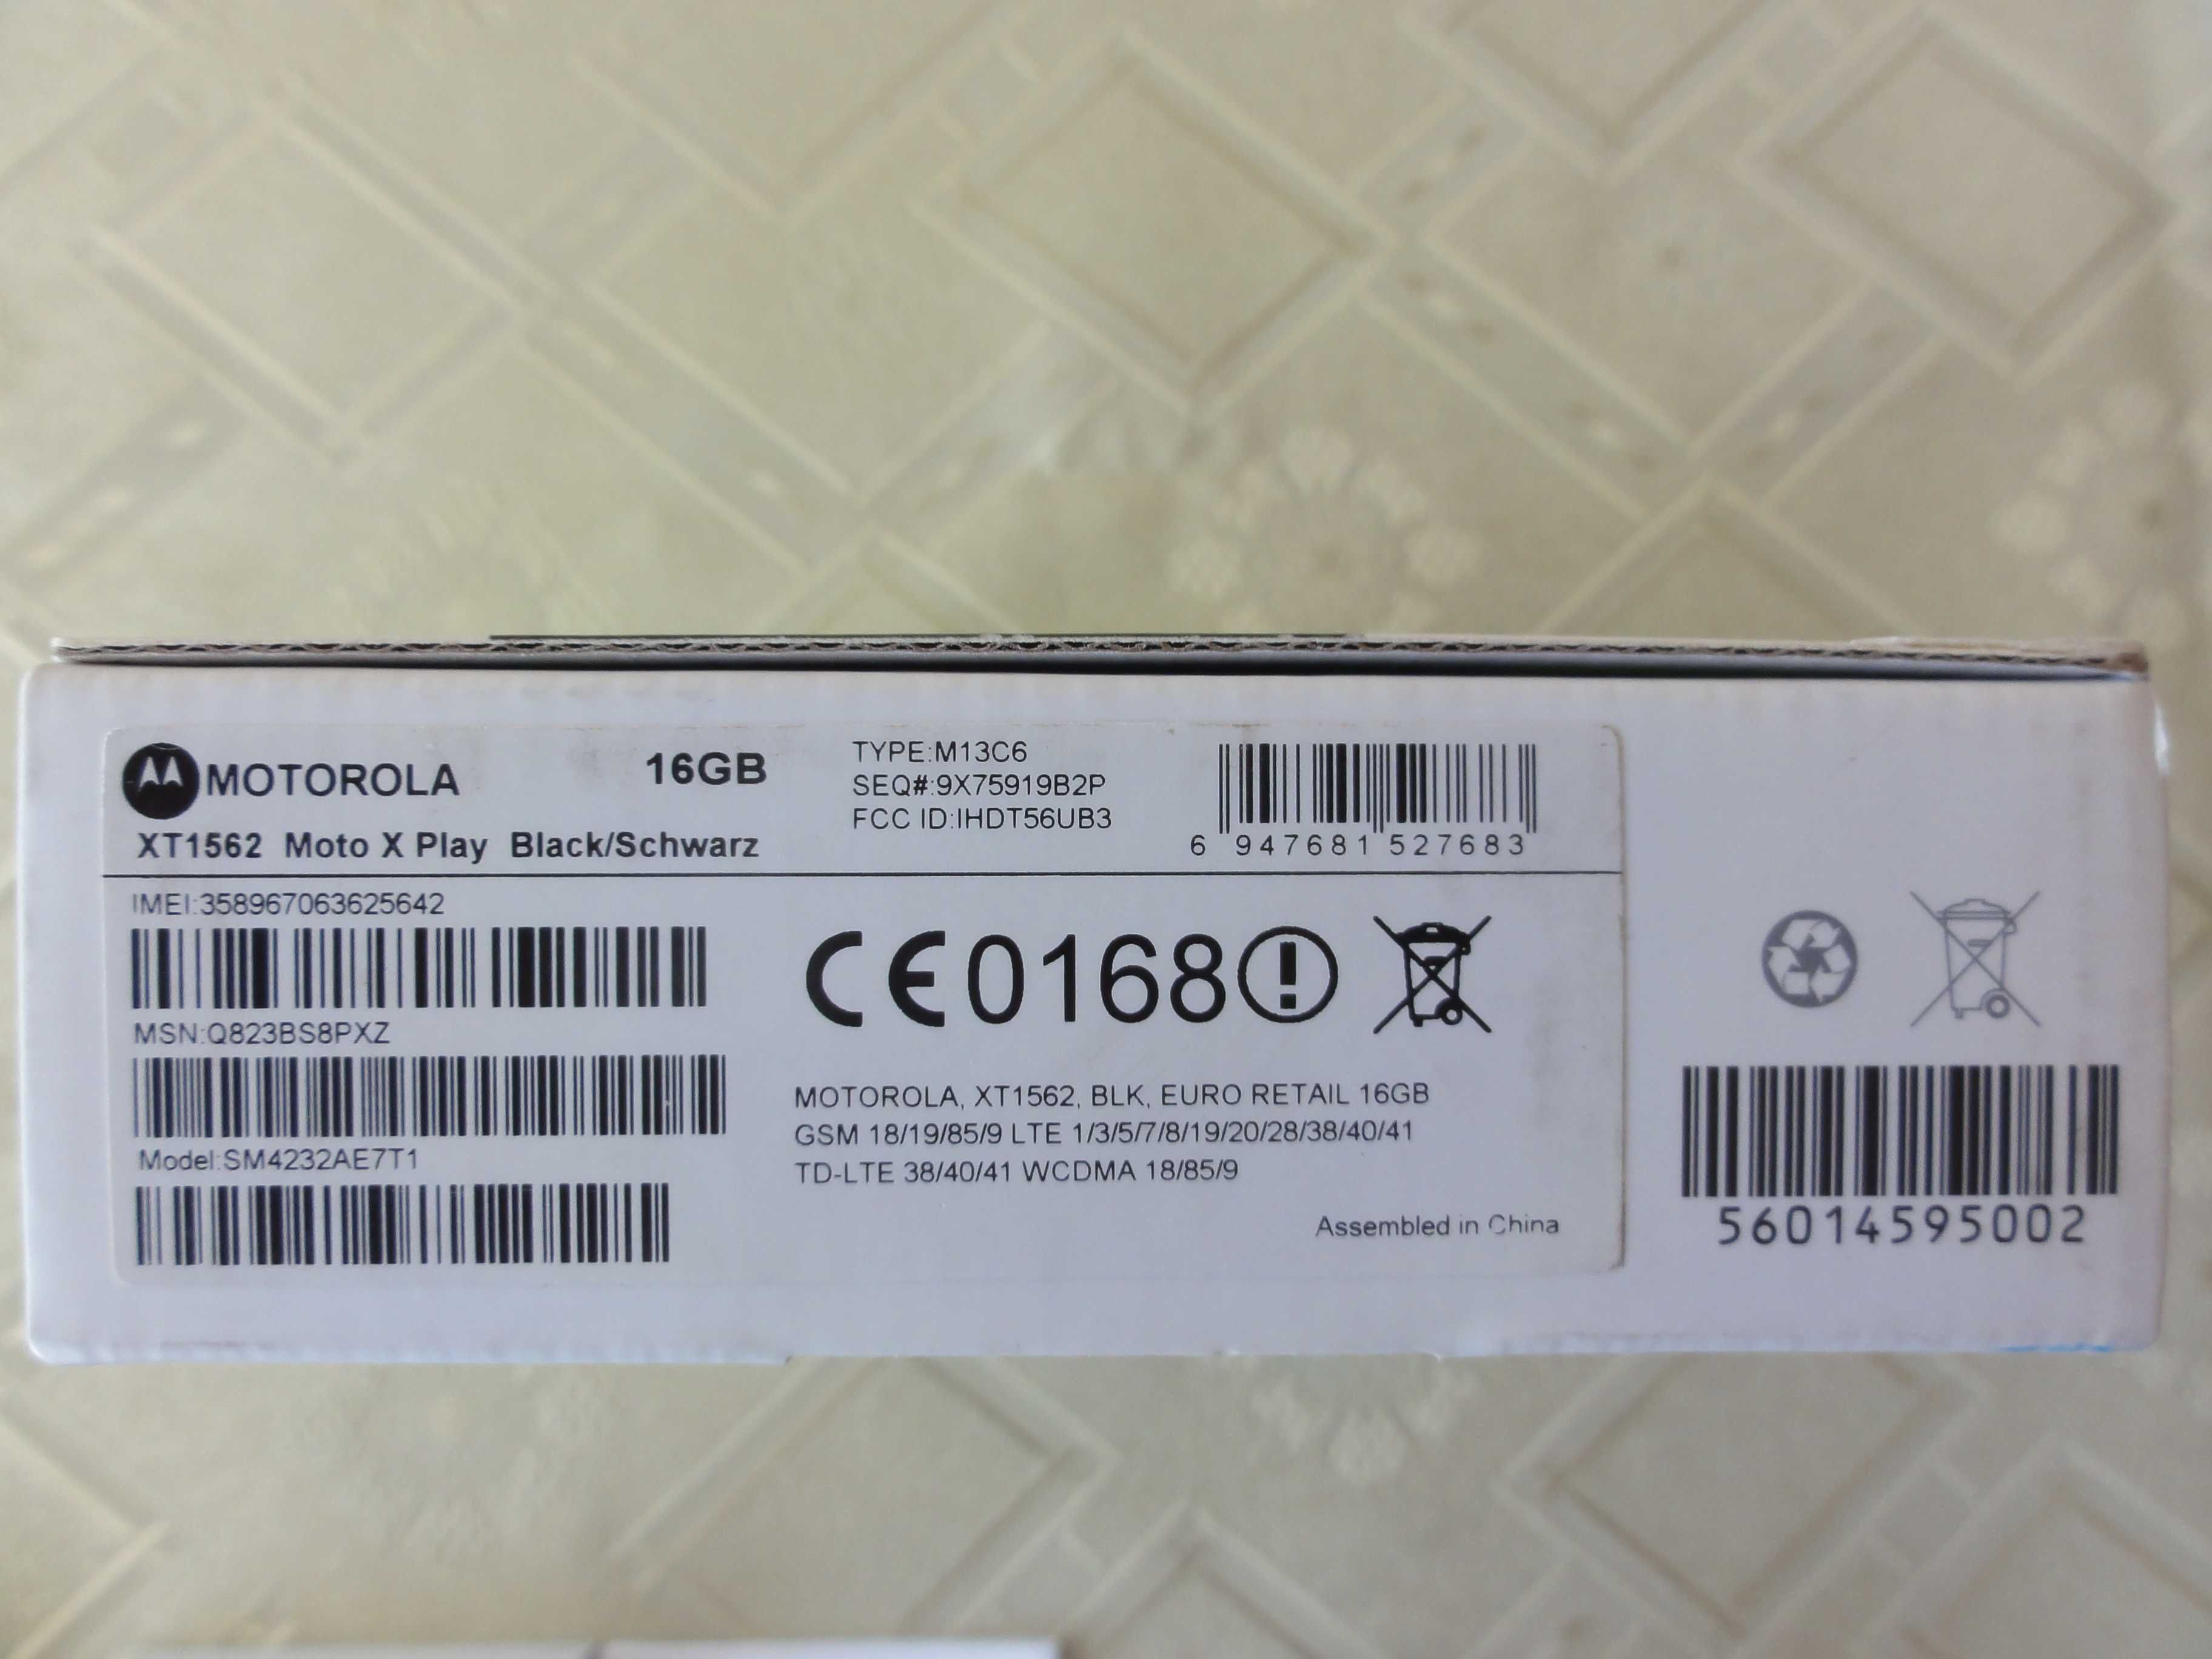 MOTOROLA 16GB
XT1562 Moto X Play Black/Schwarz
TYPE:M13C6
SEQ#:9X75919B2P
FCC ID:IHDT56UB3
6 947681 527683
IMEI:358967063625642
MSN:Q823BS8PXZ
Model:SM4232AE7T1
CE0168
MOTOROLA, XT1562, BLK, EURO RETAIL 16GB
GSM 18/19/85/9 LTE 1/3/5/7/8/19/20/28/38/40/41
TD-LTE 38/40/41 WCDMA 18/85/9
Assembled in China
56014595002